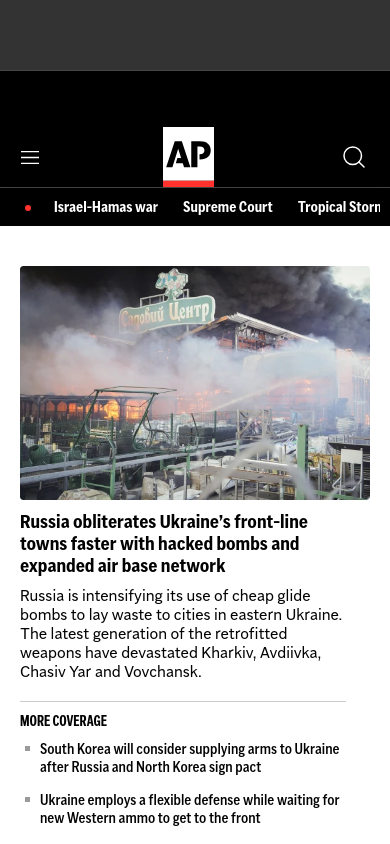 AP
Israel-Hamas war Supreme Court Tropical Storm
Садовий Центр
Russia obliterates Ukraine’s front-line
towns faster with hacked bombs and
expanded air base network
Russia is intensifying its use of cheap glide
bombs to lay waste to cities in eastern Ukraine.
The latest generation of the retrofitted
weapons have devastated Kharkiv, Avdiivka,
Chasiv Yar and Vovchansk.
MORE COVERAGE
South Korea will consider supplying arms to Ukraine
after Russia and North Korea sign pact
Ukraine employs a flexible defense while waiting for
new Western ammo to get to the front